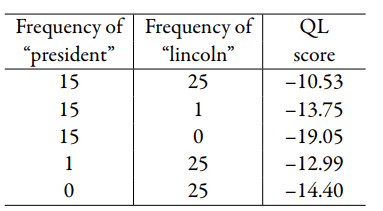 Frequency of Frequency of QL
“president” “lincoln” score
15 25 –10.53
15 1 –13.75
15 0 –19.05
1 25 –12.99
0 25 –14.40